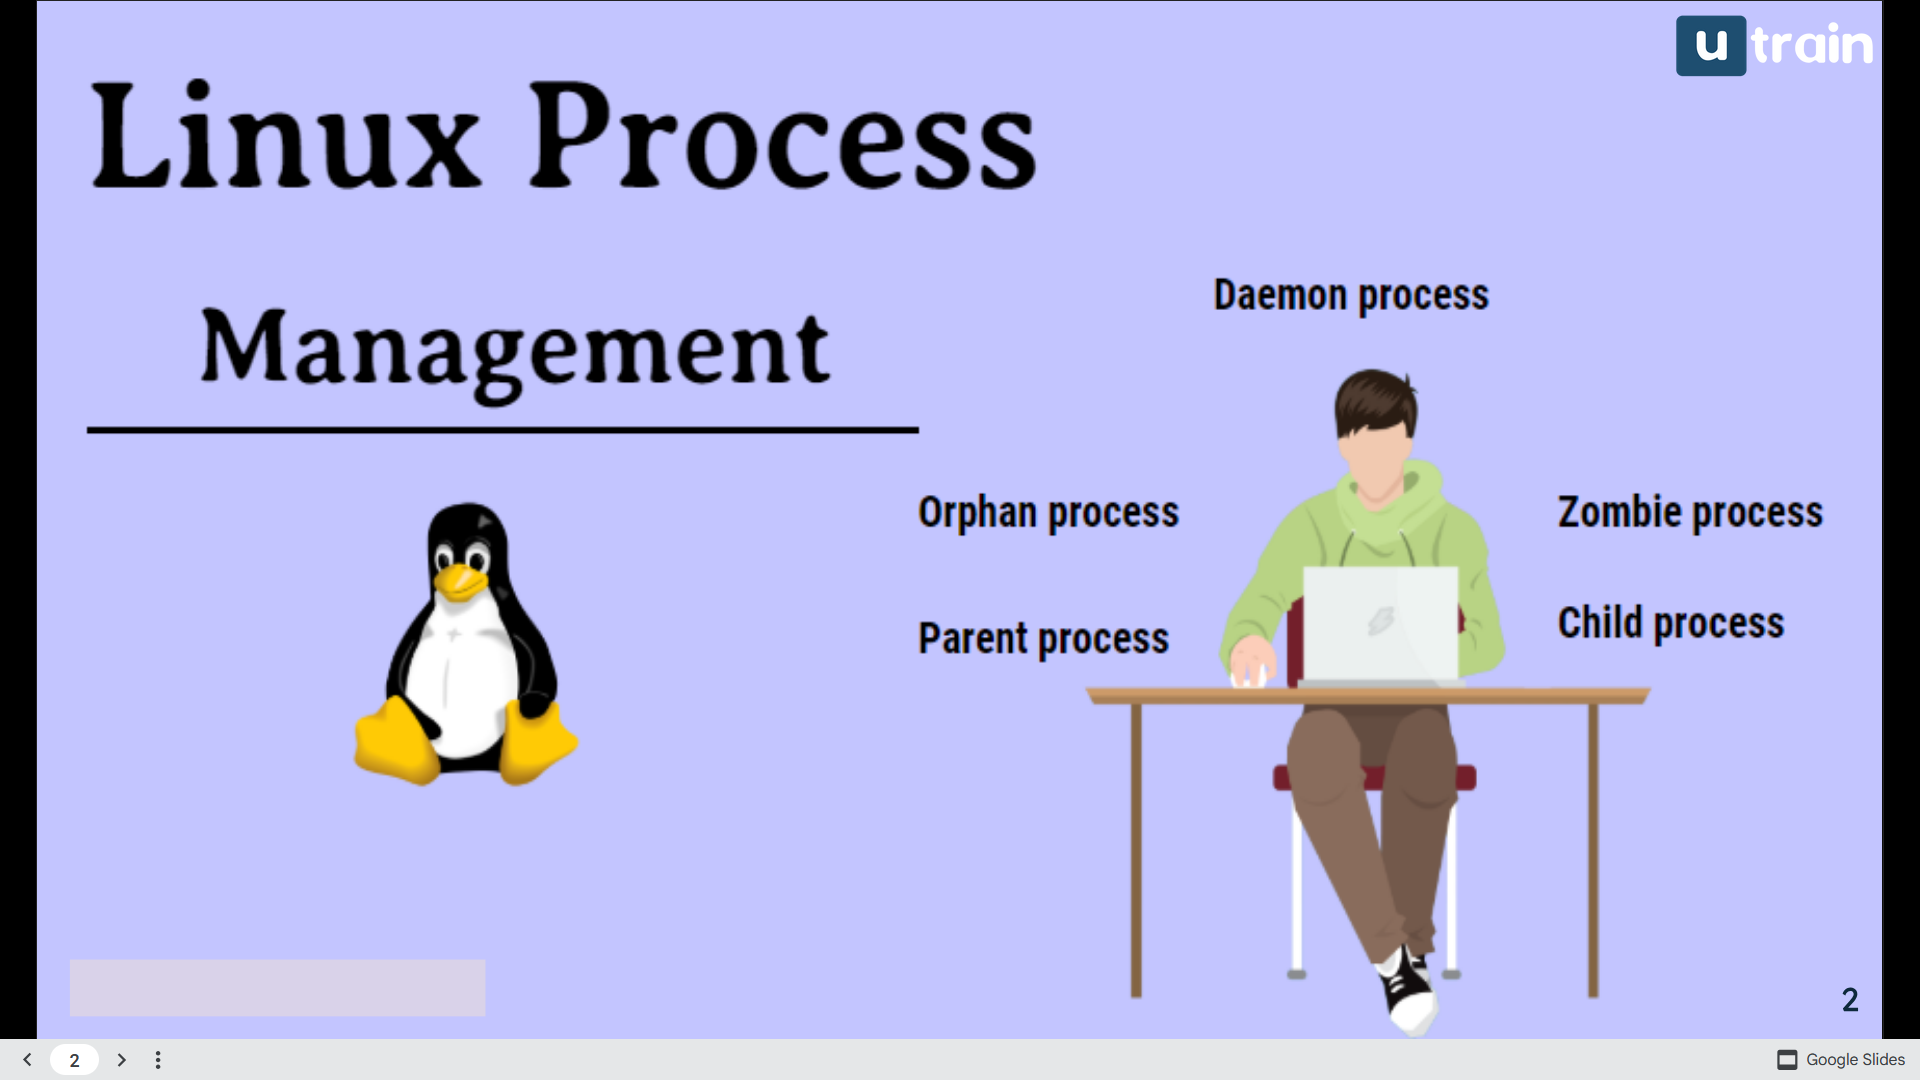 u train
Linux Process
Management
Daemon process
Orphan process
Zombie process
Parent process
Child process
2
2
Google Slides